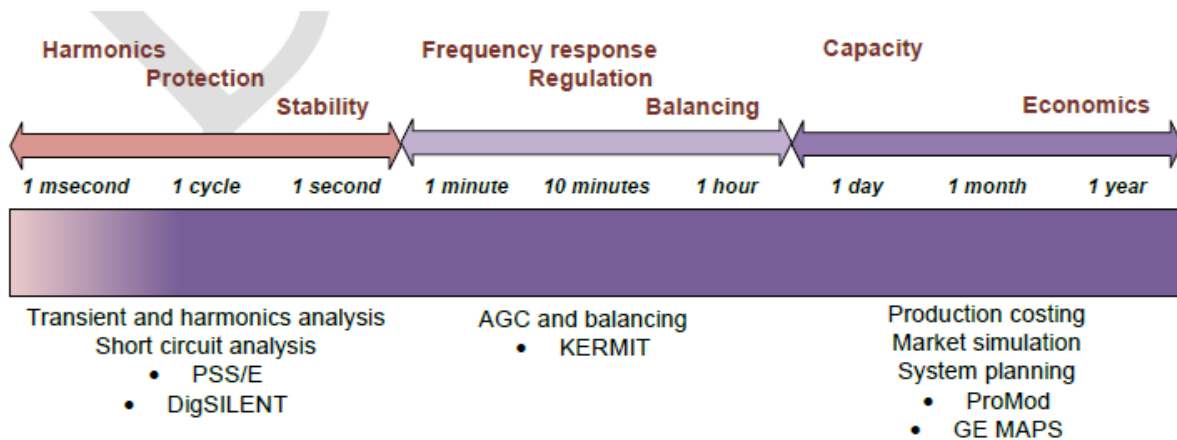 Harmonics
Protection
Stability
Frequency response
Regulation
Balancing
Capacity
Economics
1 msecond 1 cycle 1 second 1 minute 10 minutes 1 hour 1 day 1 month 1 year
Transient and harmonics analysis
Short circuit analysis
• PSS/E
• DigSILENT
AGC and balancing
• KERMIT
Production costing
Market simulation
System planning
• ProMod
• GE MAPS